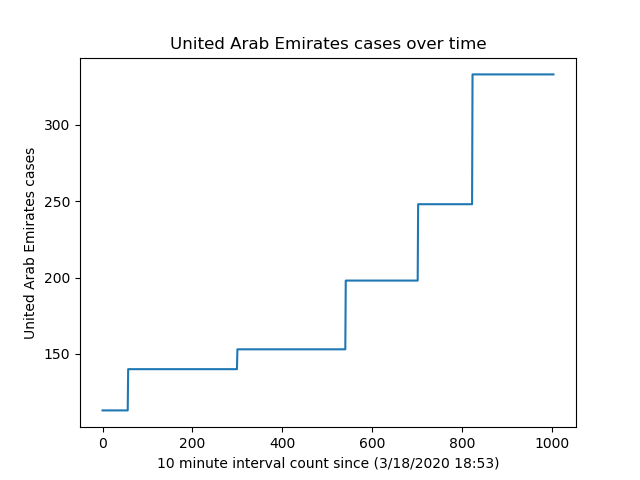 United Arab Emirates cases over time
300
250
200
150
United Arab Emirates cases
0 200 400 600 800 1000
10 minute interval count since (3/18/2020 18:53)